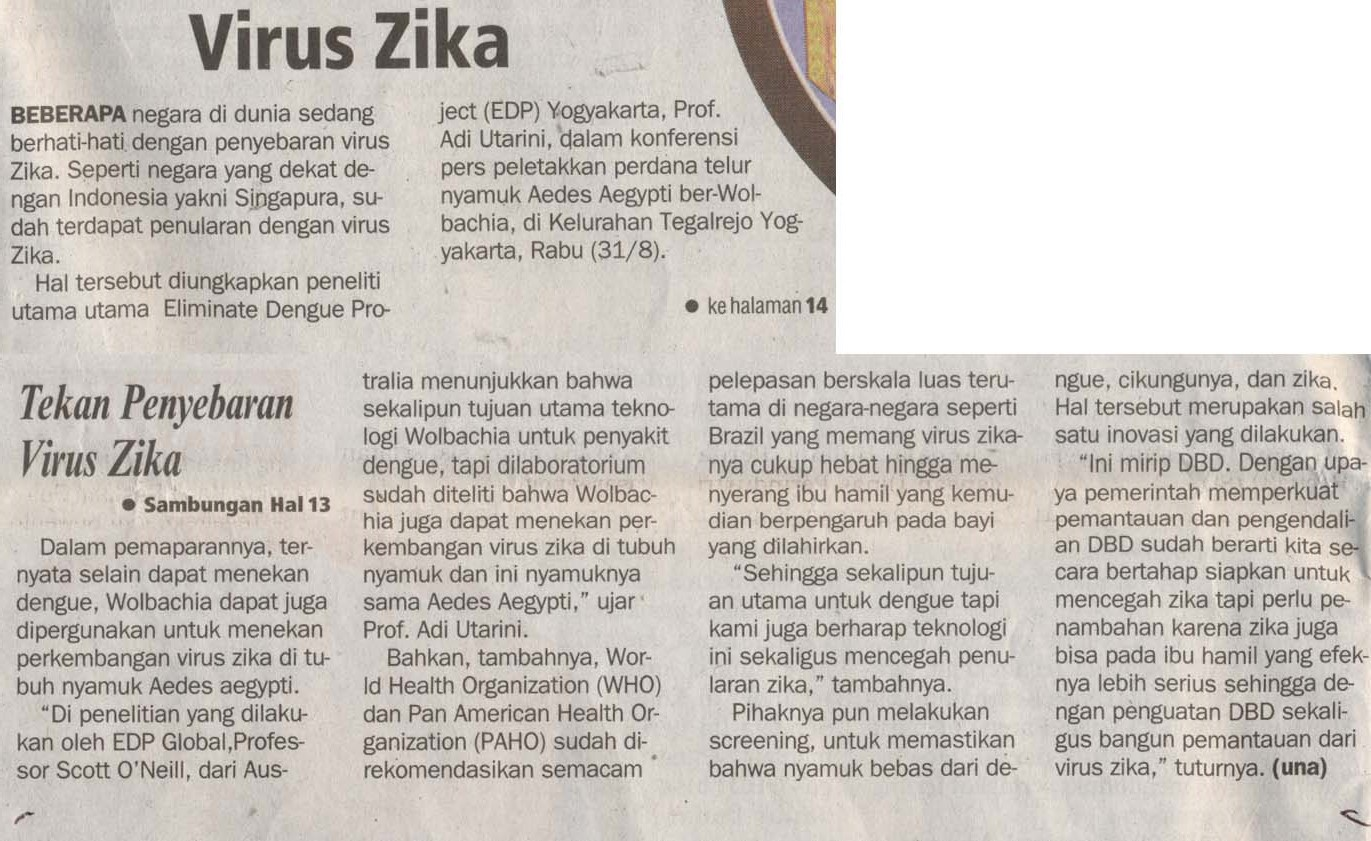 Virus Zika
BEBERAPA negara di dunia sedang
berhati-hati dengan penyebaran virus
Zika. Seperti negara yang dekat de-
ngan Indonesia yakni Singapura, su-
dah terdapat penularan dengan virus
Zika.
Hal tersebut diungkapkan peneliti
utama utama Eliminate Dengue Pro-
ject (EDP) Yogyakarta, Prof.
Adi Utarini, dalam konferensi
pers peletakkan perdana telur
nyamuk Aedes Aegypti ber-Wol-
bachia, di Kelurahan Tegalrejo Yog-
yakarta, Rabu (31/8).
● ke halaman 14
Tekan Penyebaran
Virus Zika
● Sambungan Hal 13
Dalam pemaparannya, ter-
nyata selain dapat menekan
dengue, Wolbachia dapat juga
dipergunakan untuk menekan
perkembangan virus zika di tu-
buh nyamuk Aedes aegypti.
“Di penelitian yang dilaku-
kan oleh EDP Global,Profes-
sor Scott O'Neill, dari Aus-
tralia menunjukkan bahwa
sekalipun tujuan utama tekno-
logi Wolbachia untuk penyakit
dengue, tapi dilaboratorium
sudah diteliti bahwa Wolbac-
hia juga dapat menekan per-
kembangan virus zika di tubuh
nyamuk dan ini nyamuknya
sama Aedes Aegypti,” ujar
Prof. Adi Utarini.
Bahkan, tambahnya, Wor-
ld Health Organization (WHO)
dan Pan American Health Or-
ganization (PAHO) sudah di-
rekomendasikan semacam
pelepasan berskala luas teru-
tama di negara-negara seperti
Brazil yang memang virus zika-
nya cukup hebat hingga me-
nyerang ibu hamil yang kemu-
dian berpengaruh pada bayi
yang dilahirkan.
“Sehingga sekalipun tuju-
an utama untuk dengue tapi
kami juga berharap teknologi
ini sekaligus mencegah penu-
laran zika,” tambahnya.
Pihaknya pun melakukan
screening, untuk memastikan
bahwa nyamuk bebas dari de-
ngue, cikungunya, dan zika.
Hal tersebut merupakan salah
satu inovasi yang dilakukan.
“Ini mirip DBD. Dengan upa-
ya pemerintah memperkuat
pemantauan dan pengendali-
an DBD sudah berarti kita se-
cara bertahap siapkan untuk
mencegah zika tapi perlu pe-
nambahan karena zika juga
bisa pada ibu hamil yang efek-
nya lebih serius sehingga de-
ngan penguatan DBD sekali-
gus bangun pemantauan dari
virus zika,” tuturnya. (una)